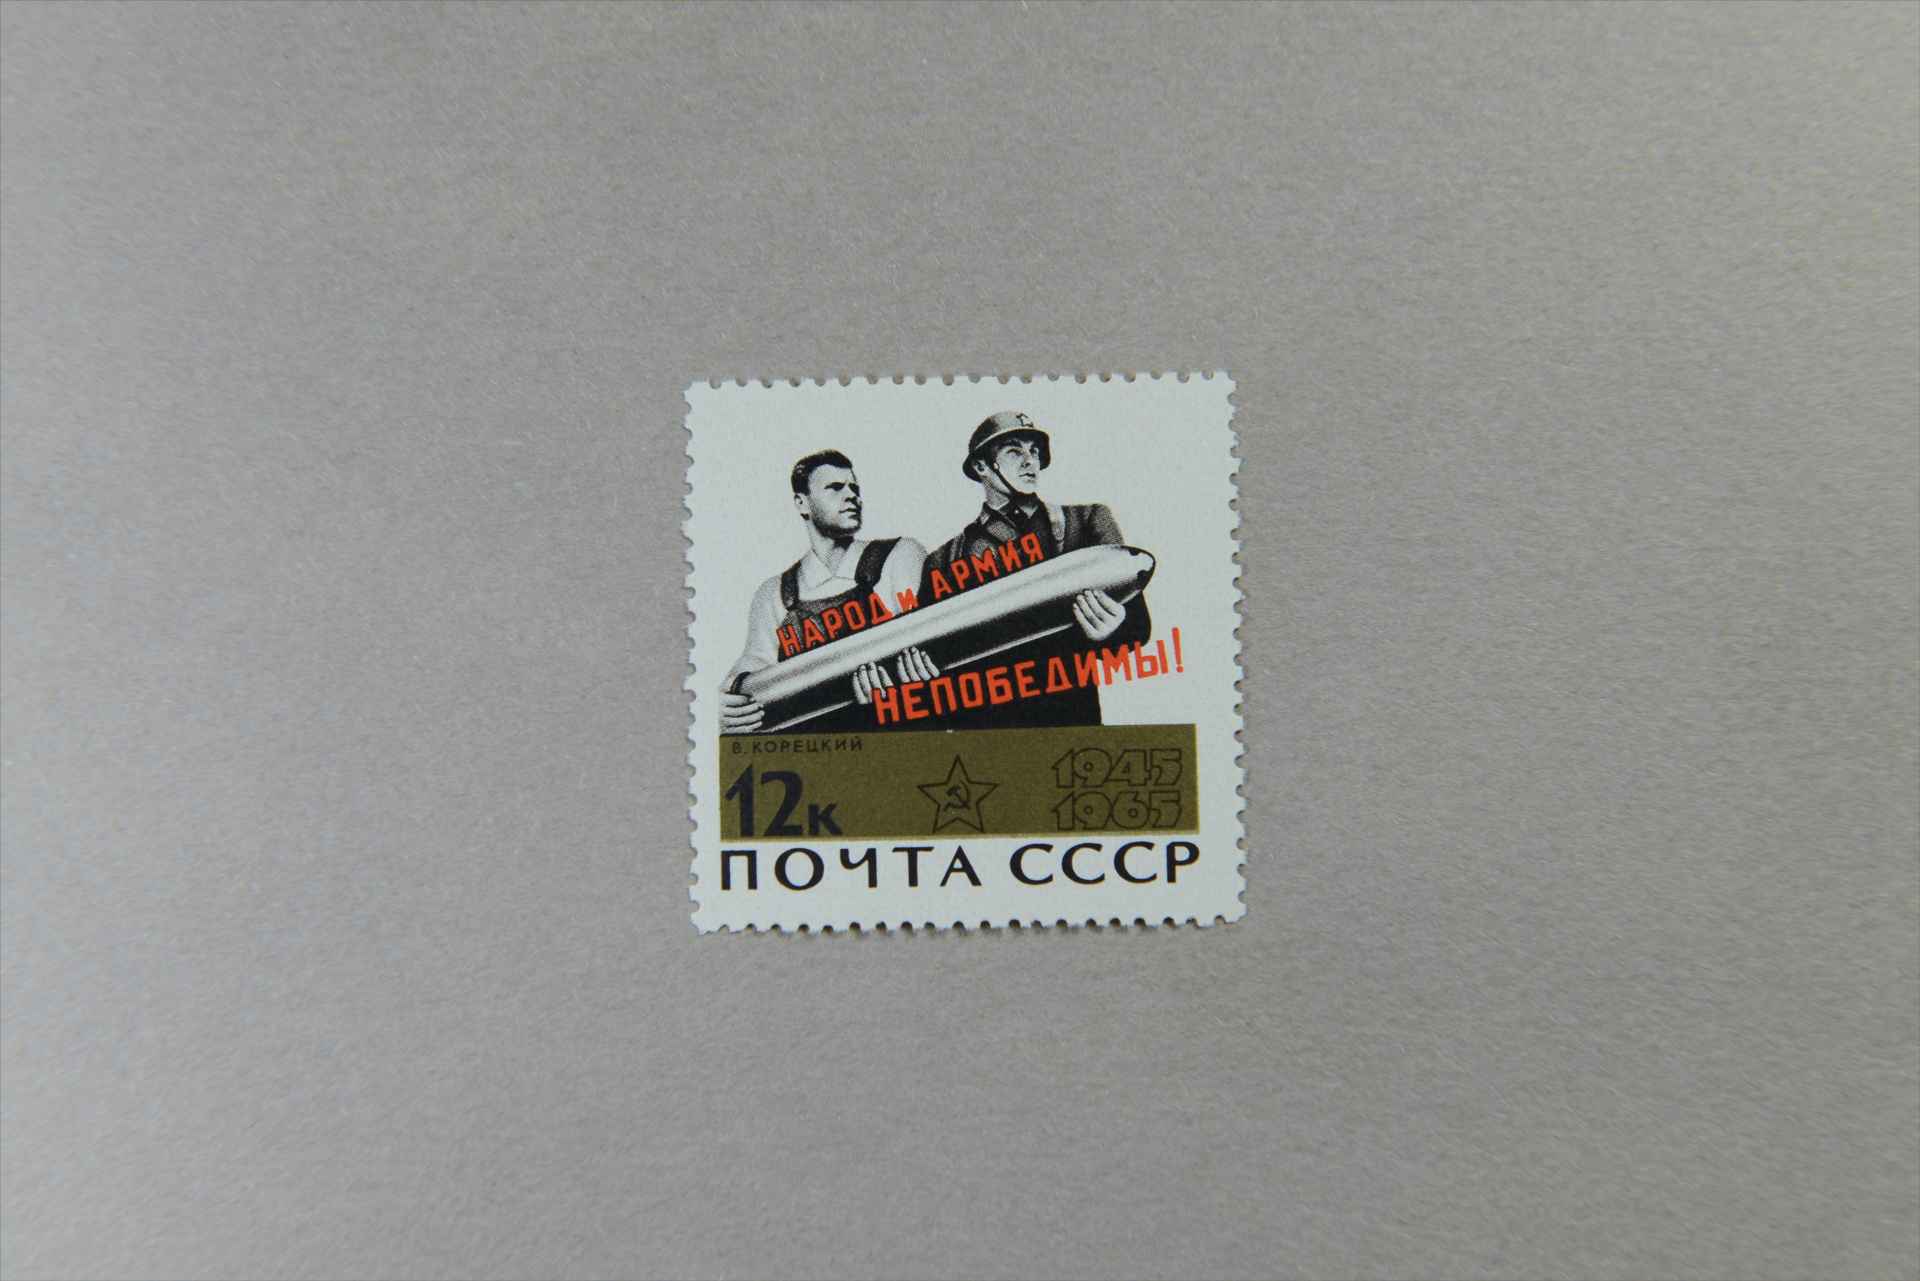 НАРОД И АРМИЯ
НЕПОБЕДИМЫ!
В. КОРЕЦКИЙ
12к
1945
1965
ПОЧТА СССР